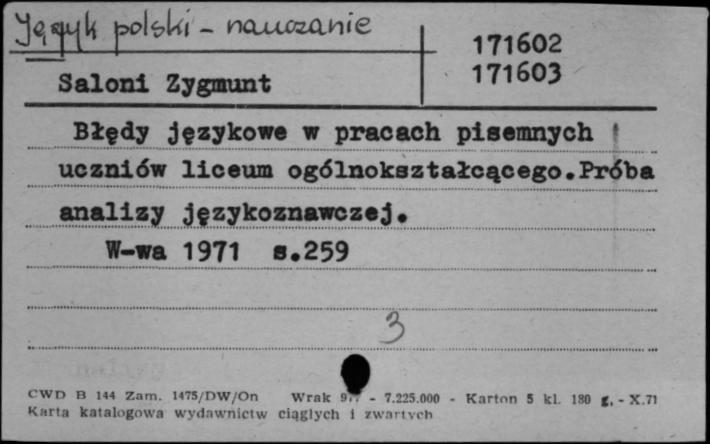 Język polski - nauczanie
171602
171603
Saloni Zygmunt
Błędy językowe w pracach pisemnych
uczniów liceum ogólnokształcącego.Próba
analizy językoznawczej.
W-wa 1971 s.259
3
CWD B 144 Zam. 1475/DW/On Wrak - 7.225.000 - Karton 5 kl. 180 g. - X.71
Karta katalogowa wydawnictw ciągłych i zwartych